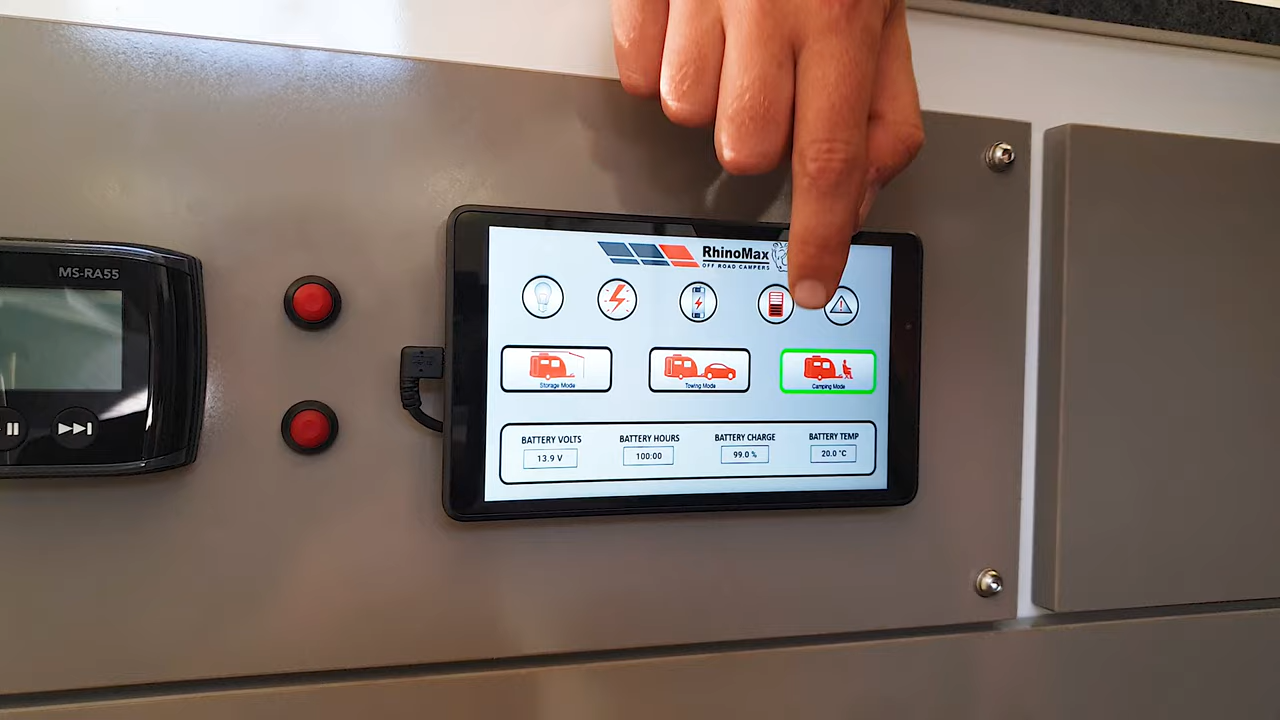 MS-RA55
RhinoMax
OFF ROAD CAMPERS
Storage Mode
Towing Mode
Camping Mode
BATTERY VOLTS
BATTERY HOURS
BATTERY CHARGE
BATTERY TEMP
13.9 V
100:00
99.0 %
20.0 °C